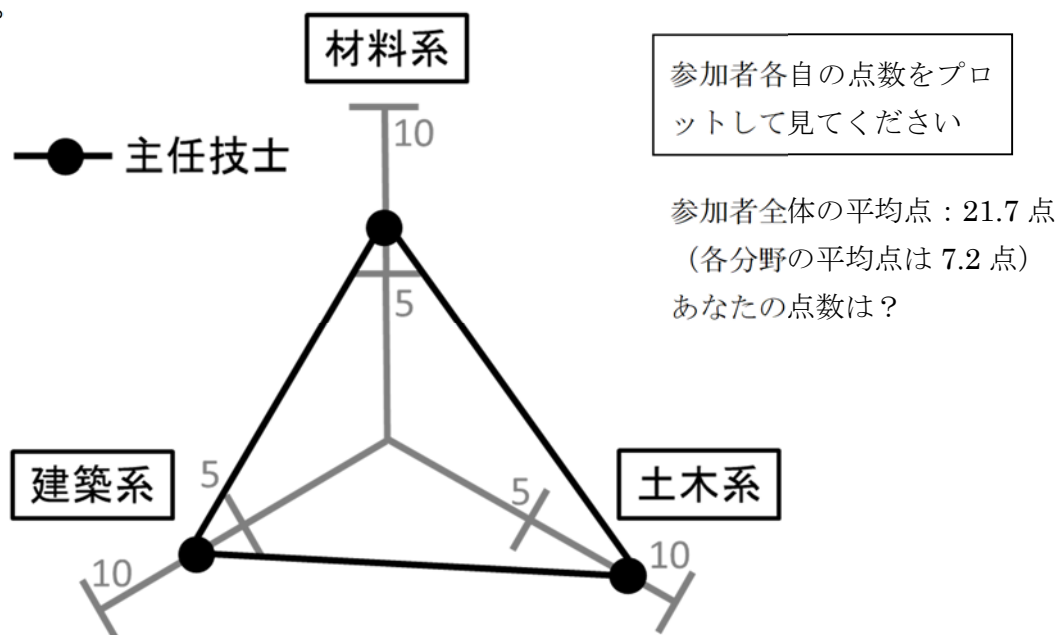 。
材料系
10
主任技士
5
建築系
5
10
土木系
5
10
参加者各自の点数をプロ
ットして見てください
参加者全体の平均点：21.7 点
（各分野の平均点は 7.2 点）
あなたの点数は？